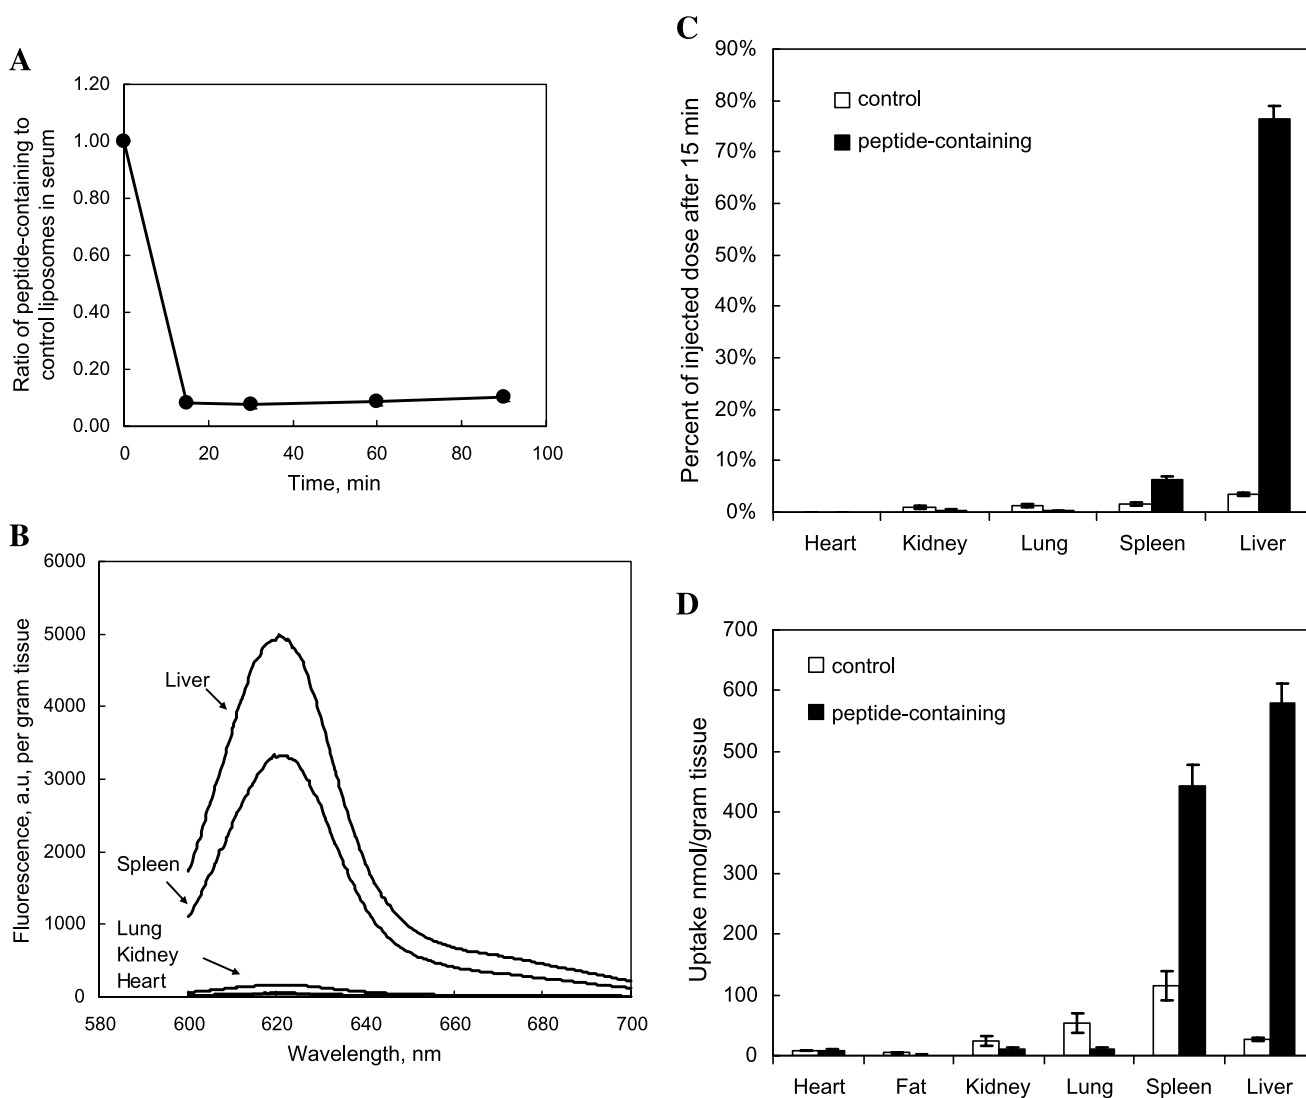 A
Ratio of peptide-containing to
control liposomes in serum
1.20
1.00
0.80
0.60
0.40
0.20
0.00
0 20 40 60 80 100
Time, min
B
Fluorescence, a.u, per gram tissue
6000
5000
4000
3000
2000
1000
0
Liver
Spleen
Lung
Kidney
Heart
580 600 620 640 660 680 700
Wavelength, nm
C
Percent of injected dose after 15 min
90%
80%
70%
60%
50%
40%
30%
20%
10%
0%
control
peptide-containing
Heart Kidney Lung Spleen Liver
D
Uptake nmol/gram tissue
700
600
500
400
300
200
100
0
control
peptide-containing
Heart Fat Kidney Lung Spleen Liver